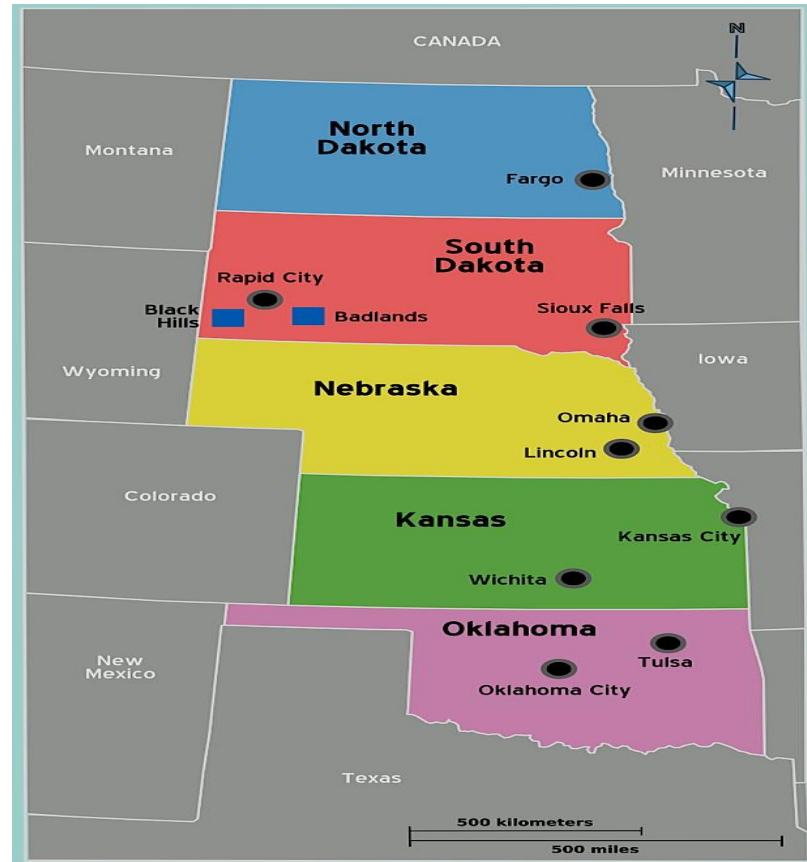 CANADA
N
North
Dakota
Montana
Minnesota
Fargo
South
Dakota
Rapid City
Black
Hills
Badlands
Sioux Falls
Iowa
Wyoming
Nebraska
Omaha
Lincoln
Colorado
Kansas
Kansas City
Wichita
Oklahoma
New
Mexico
Tulsa
Oklahoma City
Texas
500 kilometers
500 miles